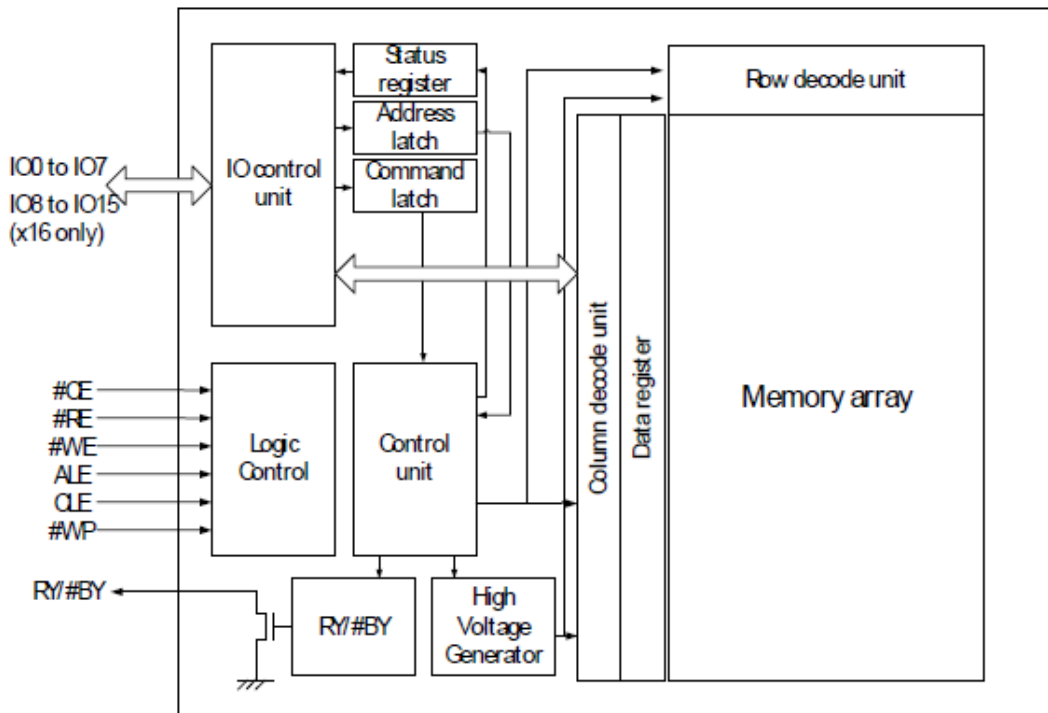 Status
register
Address
latch
Command
latch
IO control
unit
IO0 to IO7
IO8 to IO15
(x16 only)
Row decode unit
Column decode unit
Data register
Memory array
#CE
#RE
#WE
ALE
CLE
#WP
Logic
Control
Control
unit
RY/#BY
RY/#BY
High
Voltage
Generator